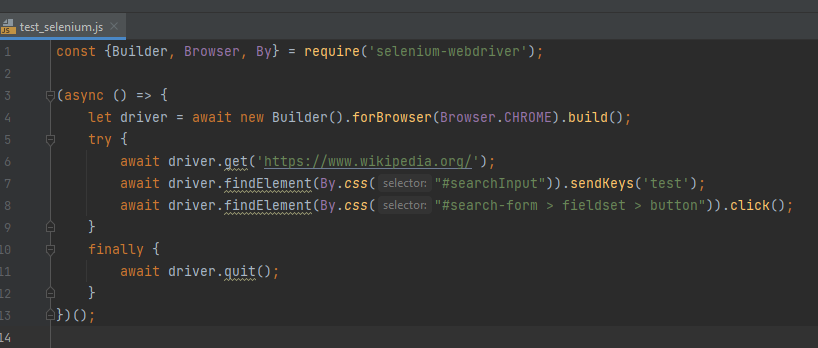 JS test_selenium.js
1 const {Builder, Browser, By} = require('selenium-webdriver');
2
3 (async () => {
4     let driver = await new Builder().forBrowser(Browser.CHROME).build();
5     try {
6         await driver.get('https://www.wikipedia.org/');
7         await driver.findElement(By.css( selector: "#searchInput")).sendKeys('test');
8         await driver.findElement(By.css( selector: "#search-form > fieldset > button")).click();
9     }
10     finally {
11         await driver.quit();
12     }
13 })();
14